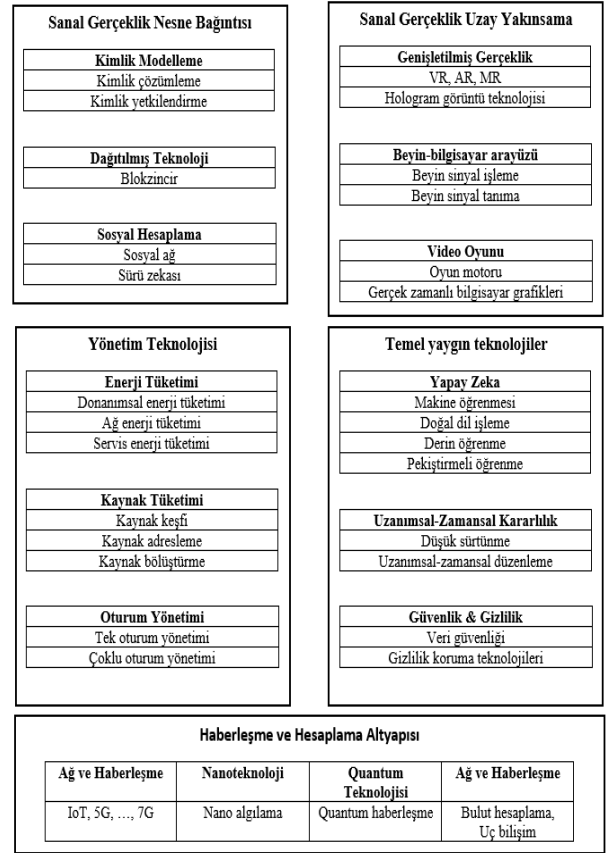 Sanal Gerçeklik Nesne Bağıntısı
Kimlik Modelleme
Kimlik çözümleme
Kimlik yetkilendirme
Dağıtılmış Teknoloji
Blokzincir
Sosyal Hesaplama
Sosyal ağ
Sürü zekası
Sanal Gerçeklik Uzay Yakınsama
Genişletilmiş Gerçeklik
VR, AR, MR
Hologram görüntü teknolojisi
Beyin-bilgisayar arayüzü
Beyin sinyal işleme
Beyin sinyal tanıma
Video Oyunu
Oyun motoru
Gerçek zamanlı bilgisayar grafikleri
Yönetim Teknolojisi
Enerji Tüketimi
Donanımsal enerji tüketimi
Ağ enerji tüketimi
Servis enerji tüketimi
Kaynak Tüketimi
Kaynak keşfi
Kaynak adresleme
Kaynak bölüştürme
Oturum Yönetimi
Tek oturum yönetimi
Çoklu oturum yönetimi
Temel yaygın teknolojiler
Yapay Zeka
Makine öğrenmesi
Doğal dil işleme
Derin öğrenme
Pekiştirmeli öğrenme
Uzanımsal-Zamansal Kararlılık
Düşük sürtünme
Uzanımsal-zamansal düzenleme
Güvenlik & Gizlilik
Veri güvenliği
Gizlilik koruma teknolojileri
Haberleşme ve Hesaplama Altyapısı
Ağ ve Haberleşme
IoT, 5G, …, 7G
Nanoteknoloji
Nano algılama
Quantum
Teknolojisi
Quantum haberleşme
Ağ ve Haberleşme
Bulut hesaplama,
Uç bilişim